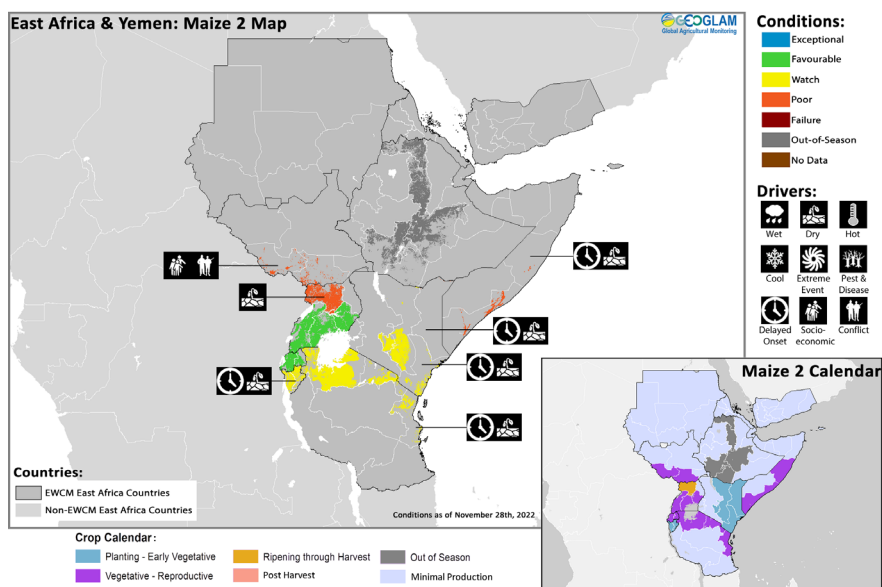 East Africa & Yemen: Maize 2 Map
GEOGLAM
Global Agricultural Monitoring
Conditions:
Exceptional
Favourable
Watch
Poor
Failure
Out-of-Season
No Data
Drivers:
Wet
Dry
Hot
Cool
Extreme
Event
Pest &
Disease
Delayed
Onset
Socio-
economic
Conflict
Countries:
EWCM East Africa Countries
Non-EWCM East Africa Countries
Conditions as of November 28th, 2022
Maize 2 Calendar
Crop Calendar:
Planting - Early Vegetative
Ripening through Harvest
Out of Season
Vegetative - Reproductive
Post Harvest
Minimal Production